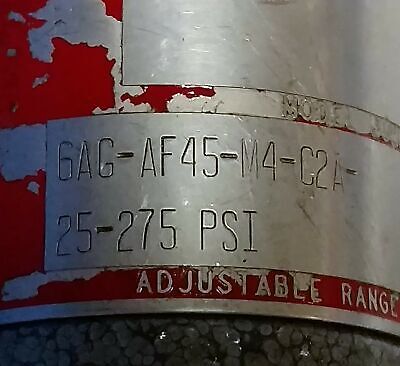 MODEL
6AG-AF45-M4-C2A-
25-275 PSI
ADJUSTABLE RANGE